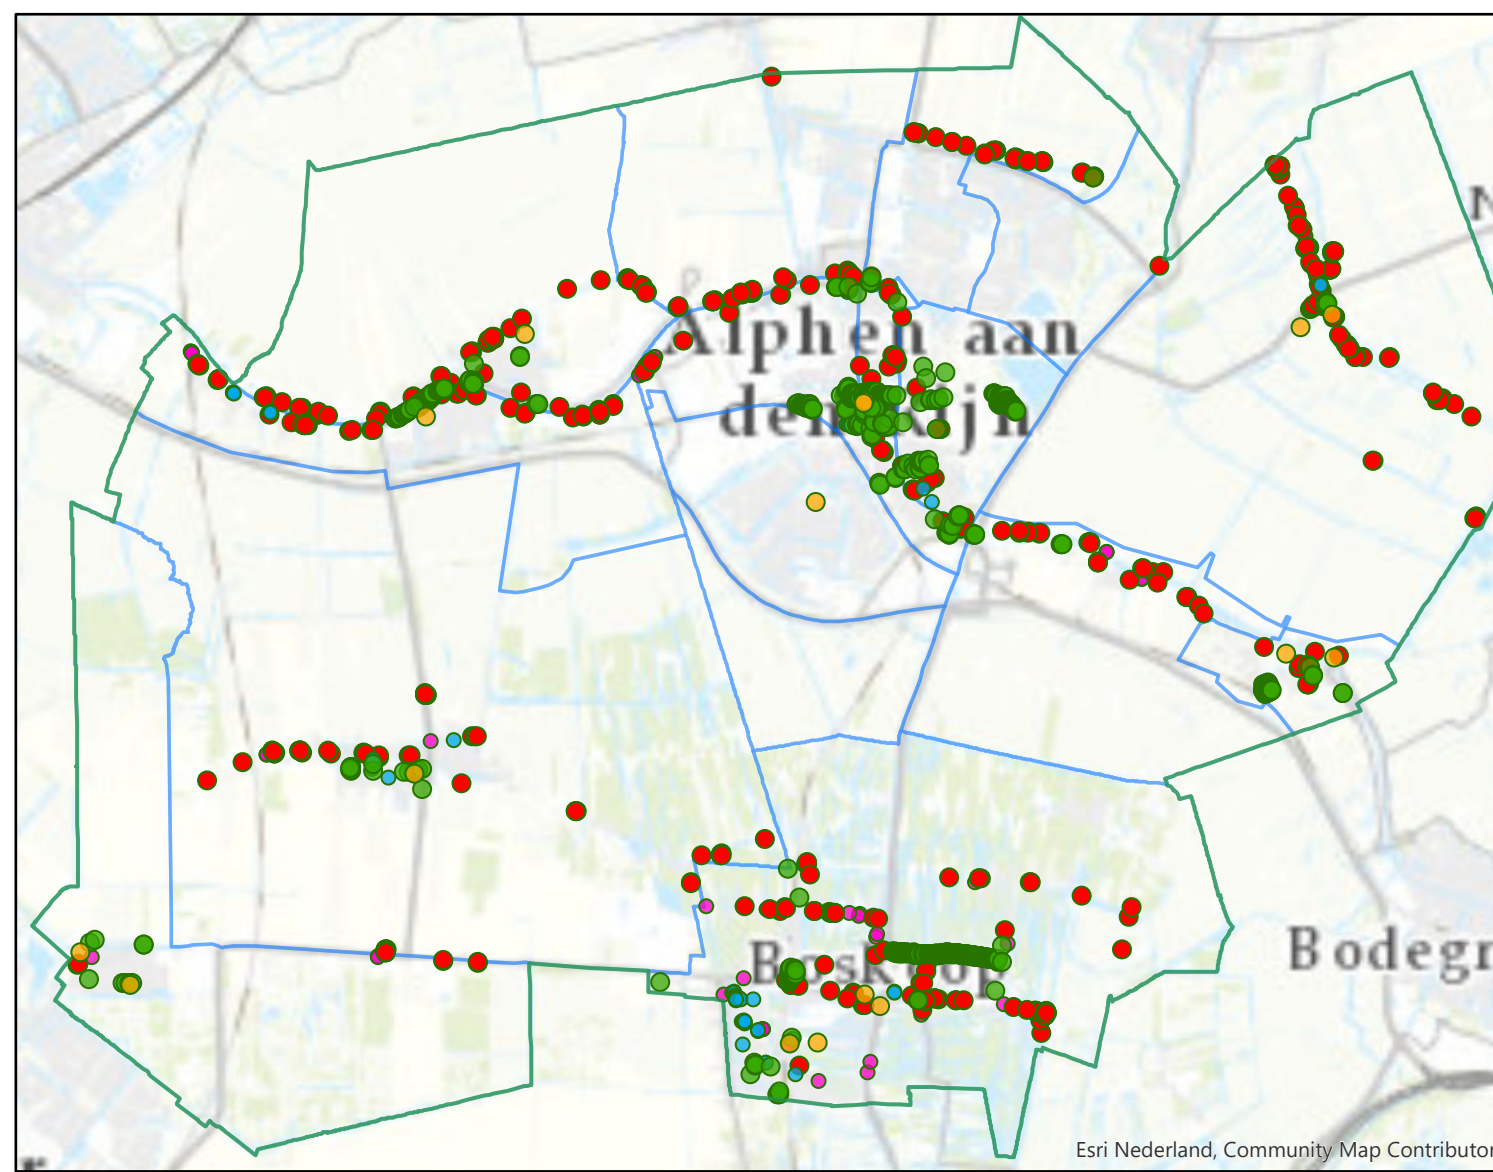 N
Alphen aan
den Rijn
Boskoop
Bodegr
Esri Nederland, Community Map Contributor